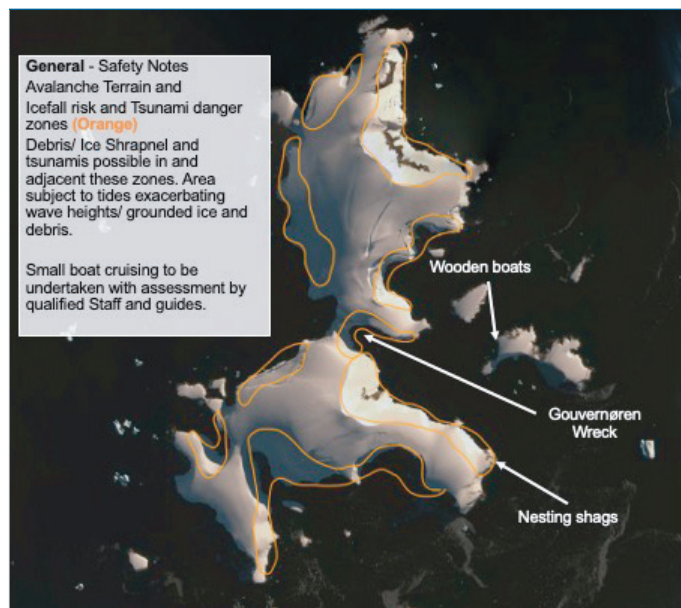 General - Safety Notes
Avalanche Terrain and
Icefall risk and Tsunami danger
zones (Orange)
Debris/ Ice Shrapnel and
tsunamis possible in and
adjacent these zones. Area
subject to tides exacerbating
wave heights/ grounded ice and
debris.
Small boat cruising to be
undertaken with assessment by
qualified Staff and guides.
Wooden boats
Gouvernøren
Wreck
Nesting shags